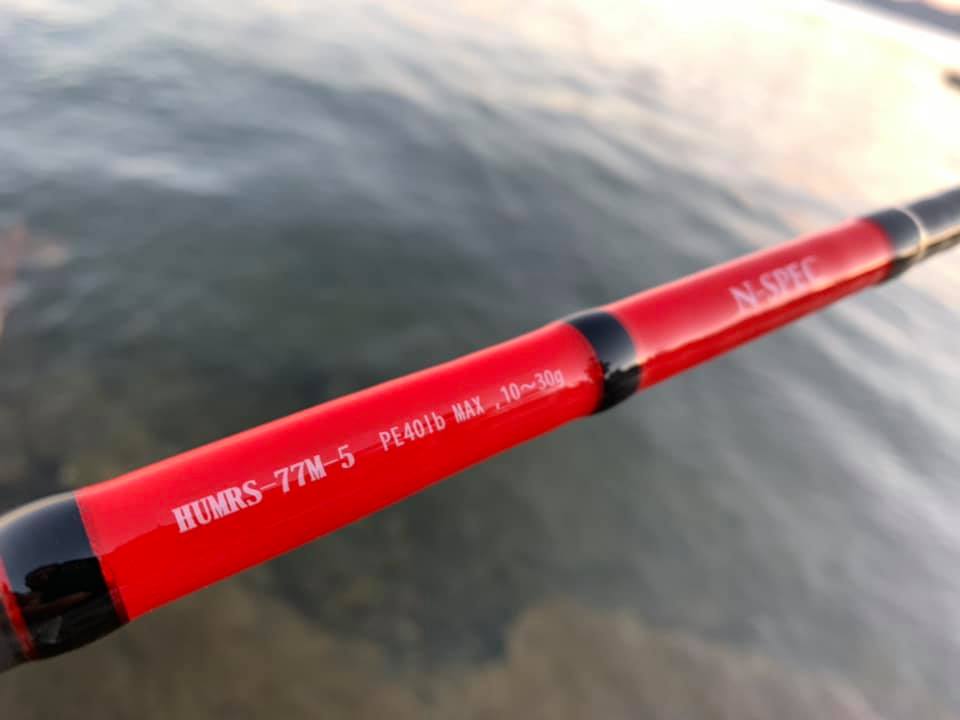 HUMRS-77M-5 PE40lb MAX ,10〜30g
N-SPEC